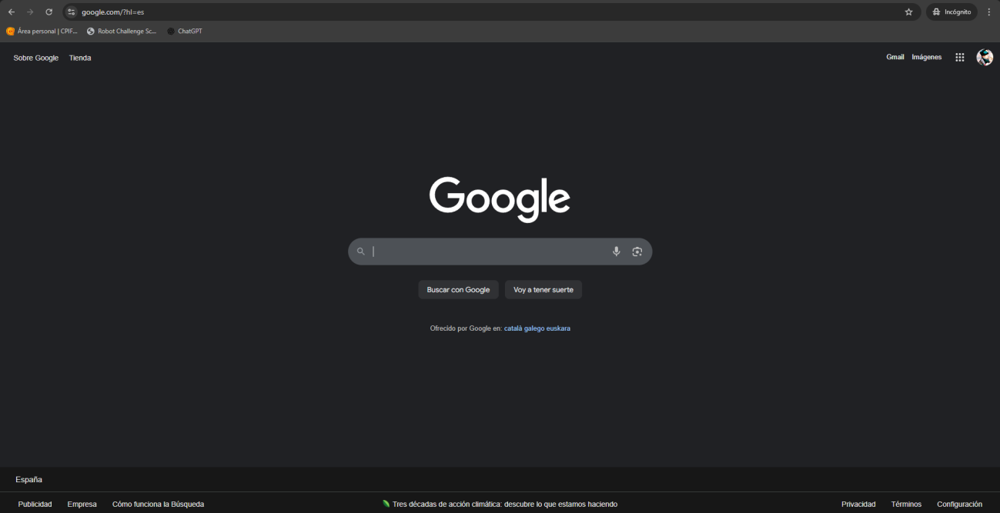 google.com/?hl=es
Incógnito
Área personal | CPIF...
Robot Challenge Sc...
ChatGPT
Sobre Google Tienda
Gmail Imágenes
Google
Buscar con Google
Voy a tener suerte
Ofrecido por Google en: català galego euskara
España
Publicidad Empresa Cómo funciona la Búsqueda
Tres décadas de acción climática: descubre lo que estamos haciendo
Privacidad Términos Configuración